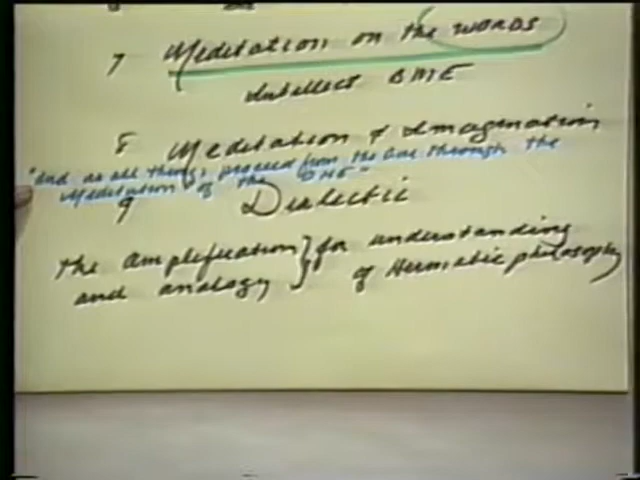 7 Meditation on the words
Intellect ONE
8 Meditation & Imagination
"And as all things proceed from the One through the
Meditation of the ONE"
9 Dialectic
the amplification } for understanding
and analogy } of Hermetic philosophy